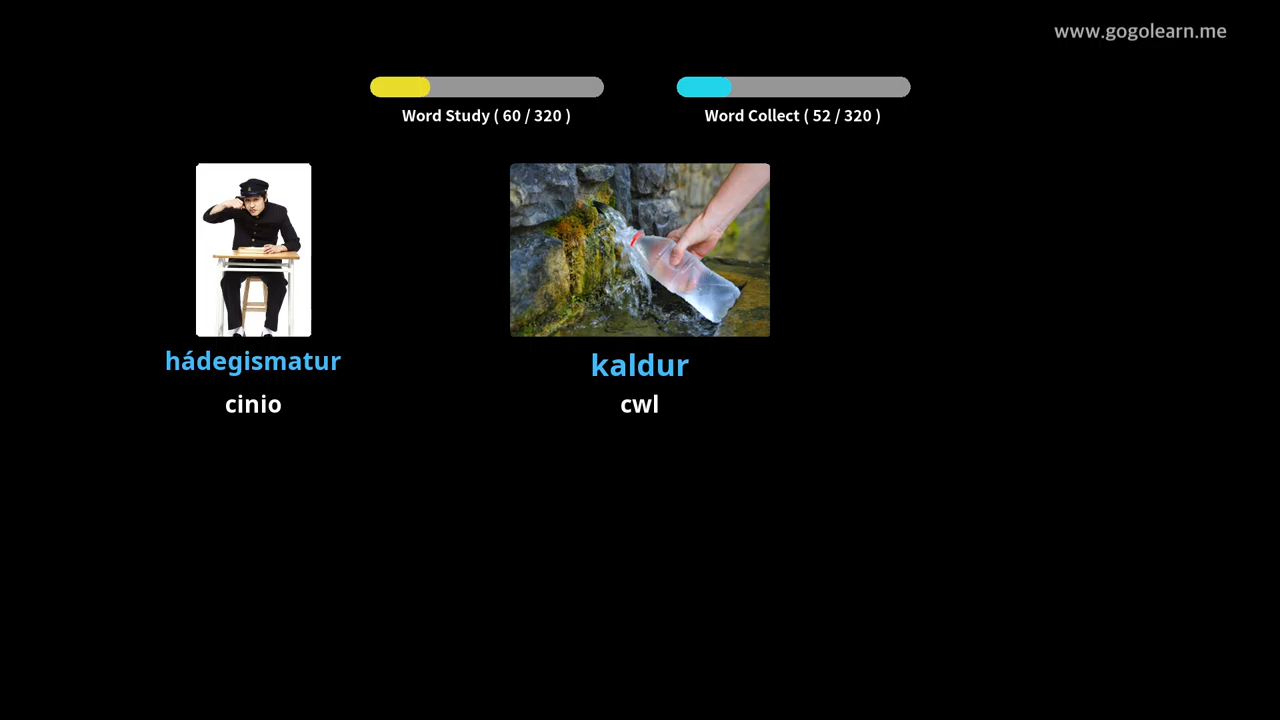 www.gogolearn.me
Word Study ( 60 / 320 )
Word Collect ( 52 / 320 )
hádegismatur
kaldur
cinio
cwl